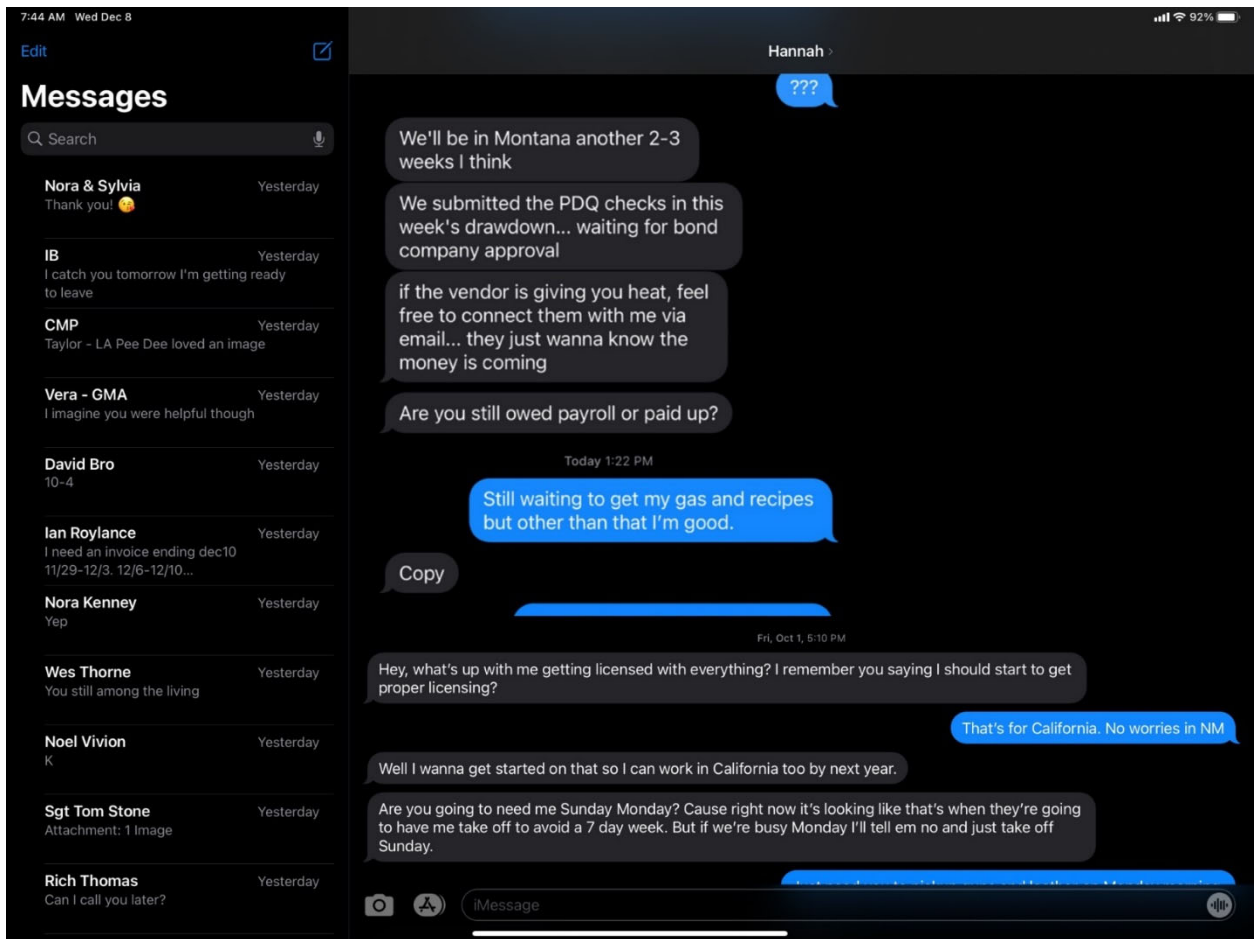 7:44 AM Wed Dec 8
92%
Edit
Messages
Search
Nora & Sylvia
Yesterday
Thank you! 😘
IB
Yesterday
I catch you tomorrow I'm getting ready
to leave
CMP
Yesterday
Taylor - LA Pee Dee loved an image
Vera - GMA
Yesterday
I imagine you were helpful though
David Bro
Yesterday
10-4
Ian Roylance
Yesterday
I need an invoice ending dec10
11/29-12/3. 12/6-12/10...
Nora Kenney
Yesterday
Yep
Wes Thorne
Yesterday
You still among the living
Noel Vivion
Yesterday
K
Sgt Tom Stone
Yesterday
Attachment: 1 Image
Rich Thomas
Yesterday
Can I call you later?
Hannah >
???
We'll be in Montana another 2-3
weeks I think
We submitted the PDQ checks in this
week's drawdown... waiting for bond
company approval
if the vendor is giving you heat, feel
free to connect them with me via
email... they just wanna know the
money is coming
Are you still owed payroll or paid up?
Today 1:22 PM
Still waiting to get my gas and recipes
but other than that I'm good.
Copy
Fri, Oct 1, 5:10 PM
Hey, what's up with me getting licensed with everything? I remember you saying I should start to get
proper licensing?
That's for California. No worries in NM
Well I wanna get started on that so I can work in California too by next year.
Are you going to need me Sunday Monday? Cause right now it's looking like that's when they're going
to have me take off to avoid a 7 day week. But if we're busy Monday I'll tell em no and just take off
Sunday.
iMessage